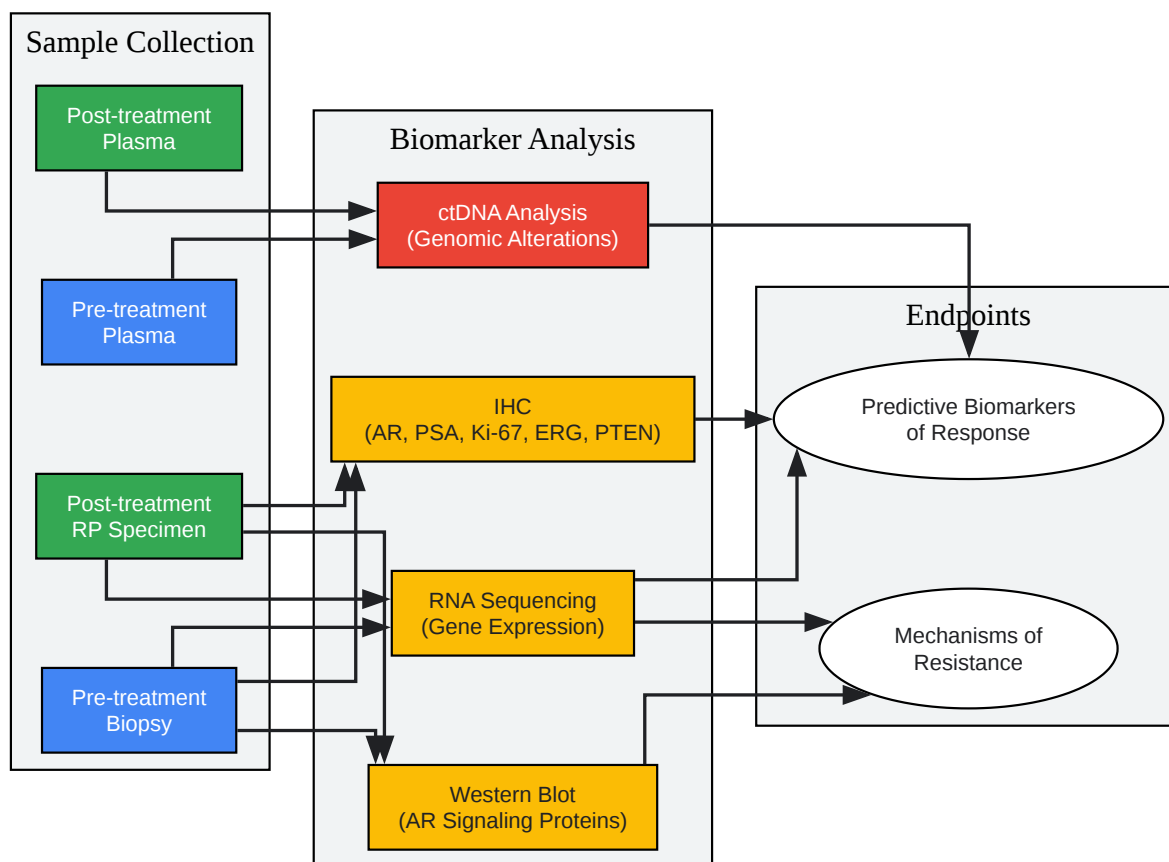 Sample Collection
Post-treatment
Plasma
Pre-treatment
Plasma
Post-treatment
RP Specimen
Pre-treatment
Biopsy
Biomarker Analysis
ctDNA Analysis
(Genomic Alterations)
IHC
(AR, PSA, Ki-67, ERG, PTEN)
RNA Sequencing
(Gene Expression)
Western Blot
(AR Signaling Proteins)
Endpoints
Predictive Biomarkers
of Response
Mechanisms of
Resistance